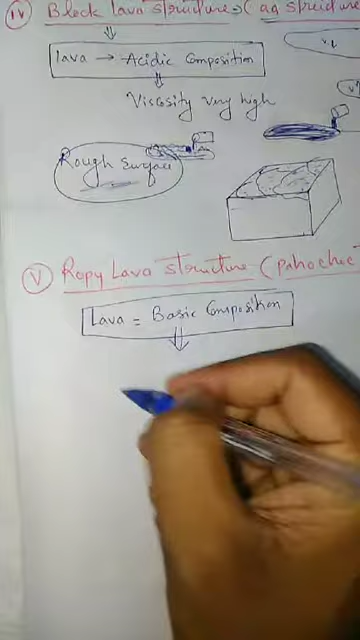 iv Block Lava structure (aa structure
Lava → Acidic Composition
Viscosity very high
Rough Surface
V Ropy Lava structure (pahoehoe
Lava = Basic Composition